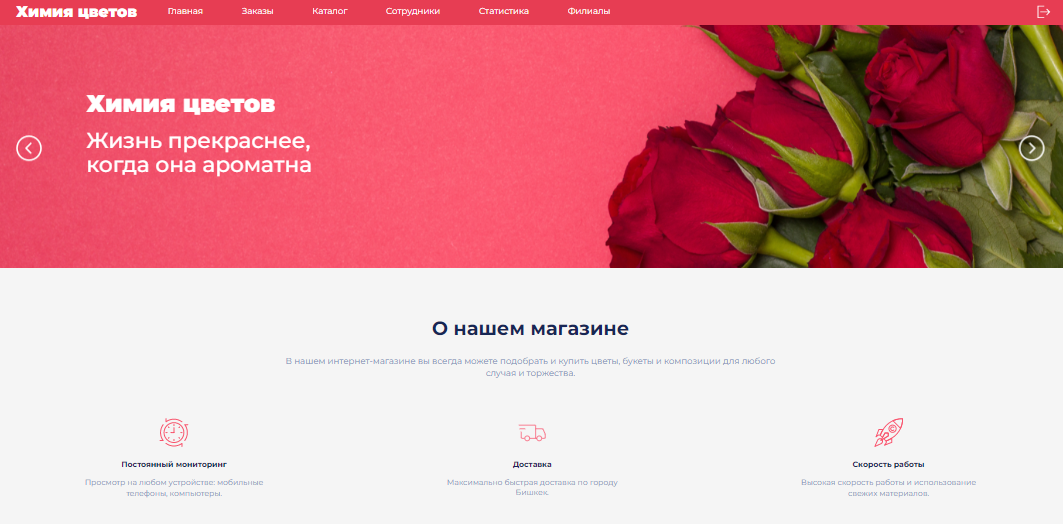 Химия цветов Главная Заказы Каталог Сотрудники Статистика Филиалы
Химия цветов
Жизнь прекраснее,
когда она ароматна
О нашем магазине
В нашем интернет-магазине вы всегда можете подобрать и купить цветы, букеты и композиции для любого
случая и торжества.
Постоянный мониторинг
Просмотр на любом устройстве: мобильные
телефоны, компьютеры.
Доставка
Максимально быстрая доставка по городу
Бишкек.
Скорость работы
Высокая скорость работы и использование
свежих материалов.